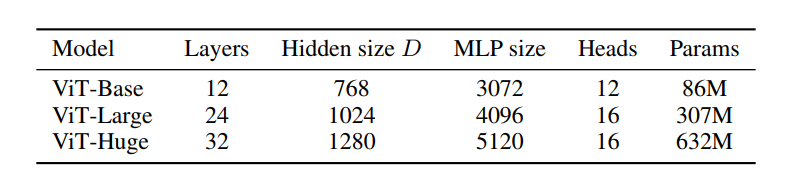 Model Layers Hidden size D MLP size Heads Params
ViT-Base 12 768 3072 12 86M
ViT-Large 24 1024 4096 16 307M
ViT-Huge 32 1280 5120 16 632M